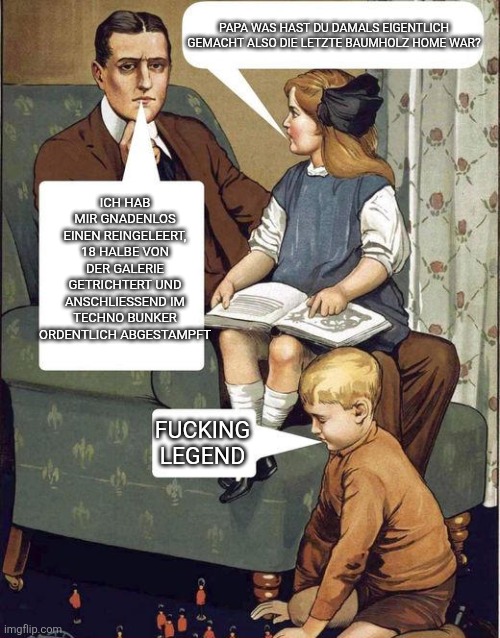 PAPA WAS HAST DU DAMALS EIGENTLICH
GEMACHT ALSO DIE LETZTE BAUMHOLZ HOME WAR?
ICH HAB
MIR GNADENLOS
EINEN REINGELEERT,
18 HALBE VON
DER GALERIE
GETRICHTERT UND
ANSCHLIESSEND IM
TECHNO BUNKER
ORDENTLICH ABGESTAMPFT
FUCKING
LEGEND
imgflip.com